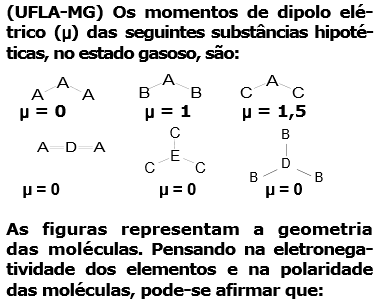 (UFLA-MG) Os momentos de dipolo elé-
trico (μ) das seguintes substâncias hipoté-
ticas, no estado gasoso, são:
A
A A
μ = 0
A
B B
μ = 1
A
C C
μ = 1,5
A=D=A
μ = 0
C
E
C C
μ = 0
B
D
B B
μ = 0
As figuras representam a geometria
das moléculas. Pensando na eletronega-
tividade dos elementos e na polaridade
das moléculas, pode-se afirmar que: